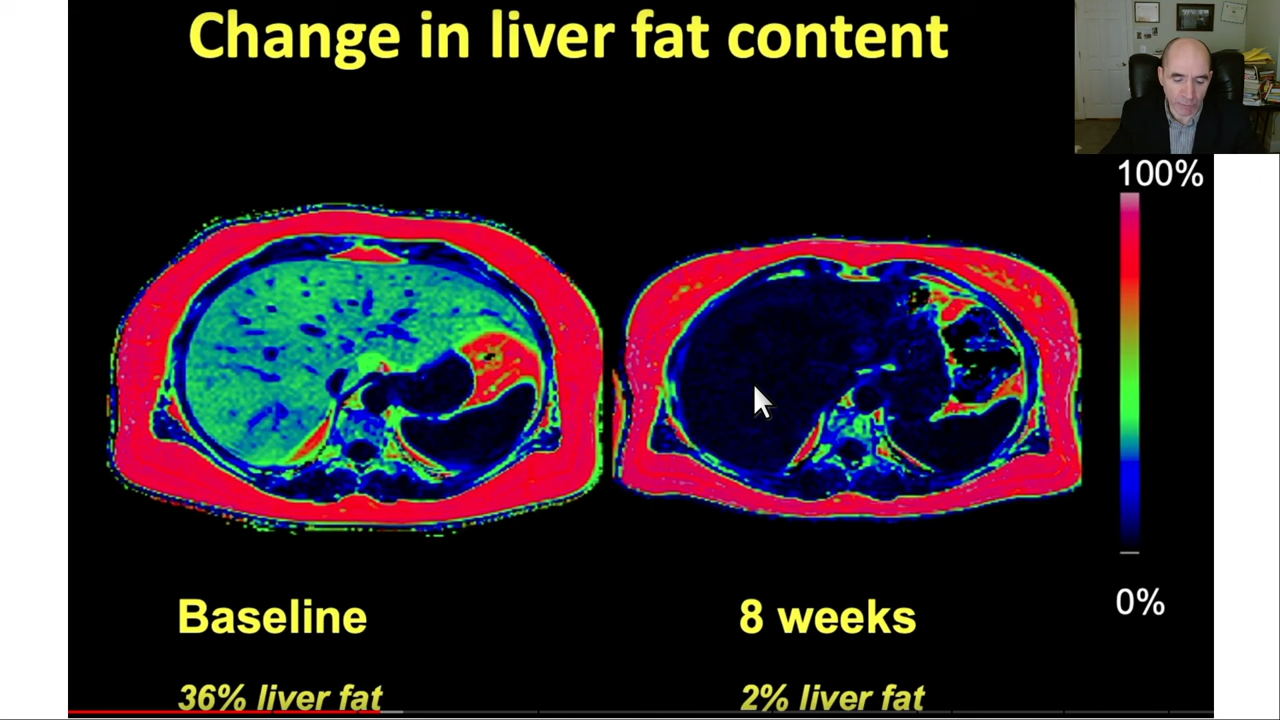 Change in liver fat content
100%
0%
Baseline
8 weeks
36% liver fat
2% liver fat